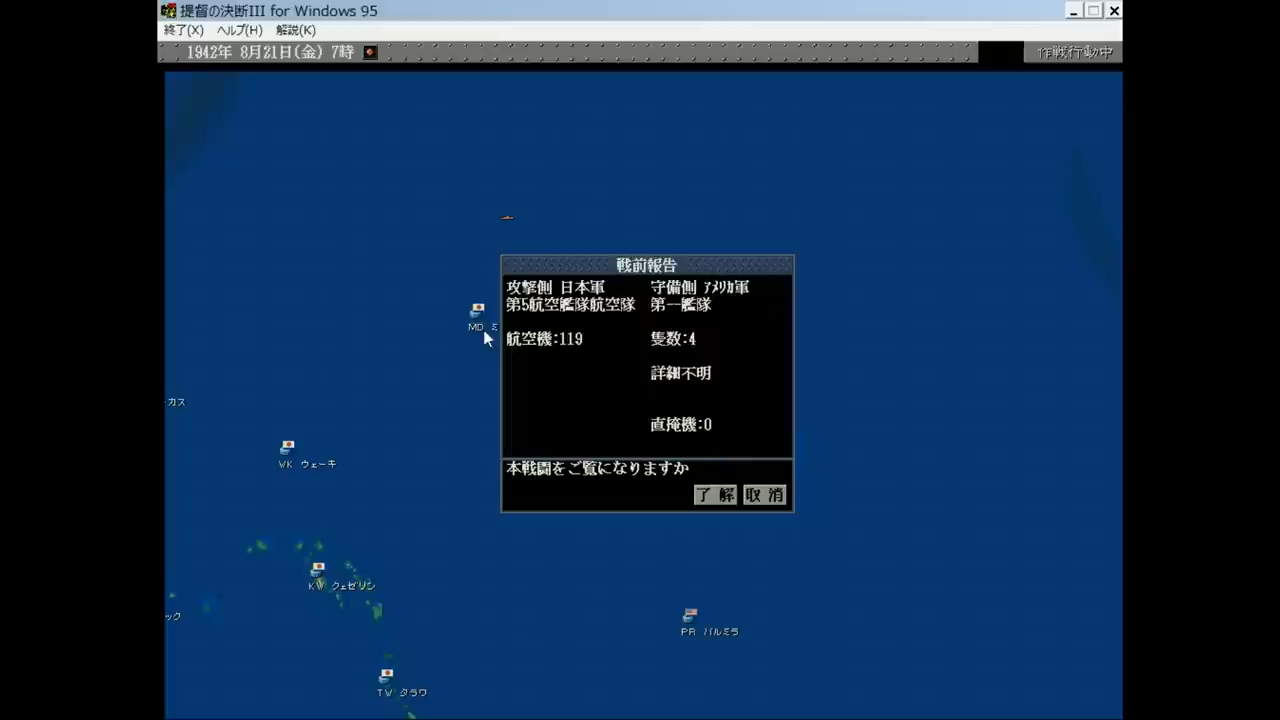 提督の決断III for Windows 95
終了(X) ヘルプ(H) 解説(K)
1942年 8月21日(金) 7時
作戦行動中
戦前報告
攻撃側 日本軍 守備側 アメリカ軍
第5航空艦隊航空隊 第一艦隊
航空機:119 隻数:4
詳細不明
直掩機:0
本戦闘をご覧になりますか
了解 取消
MD ミ
カス
WK ウェーキ
KW クェゼリン
ック
PR パルミラ
TW タラワ